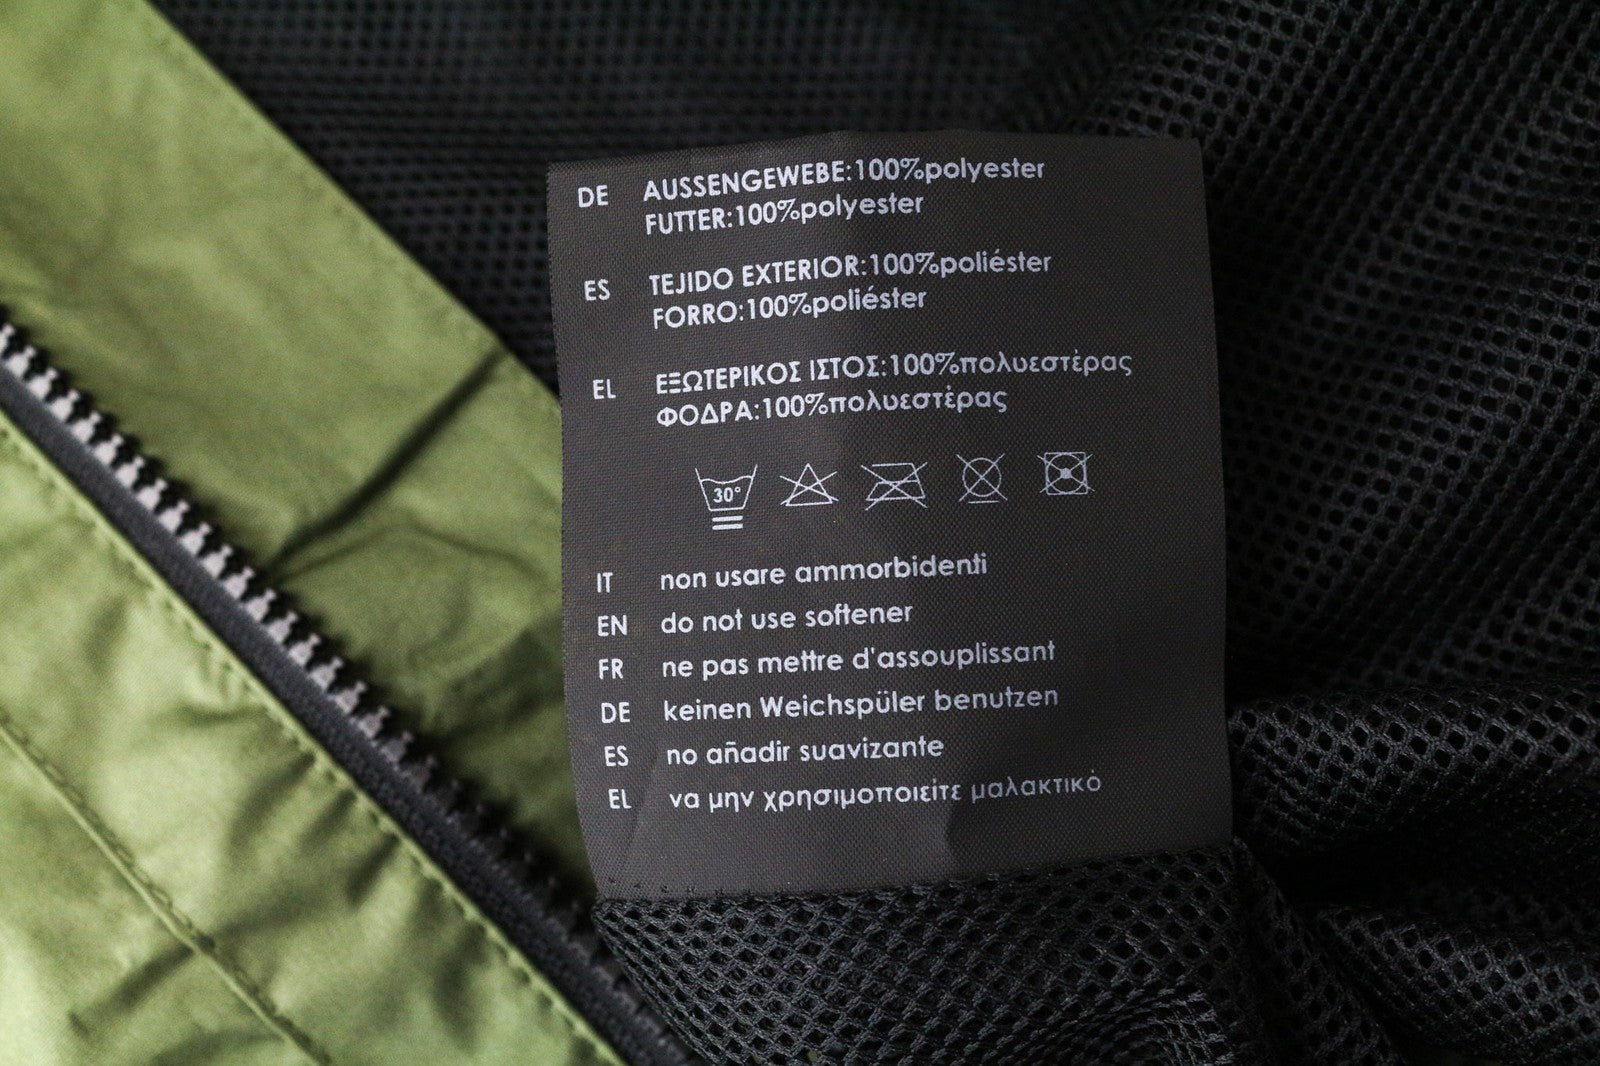 DE AUSSENGEWEBE:100%polyester
FUTTER:100%polyester
ES TEJIDO EXTERIOR:100%poliéster
FORRO:100%poliéster
EL ΕΞΩΤΕΡΙΚΟΣ ΙΣΤΟΣ:100%πολυεστέρας
ΦΟΔΡΑ:100%πολυεστέρας
30°
IT non usare ammorbidenti
EN do not use softener
FR ne pas mettre d'assouplissant
DE keinen Weichspüler benutzen
ES no añadir suavizante
EL να μην χρησιμοποιείτε μαλακτικό